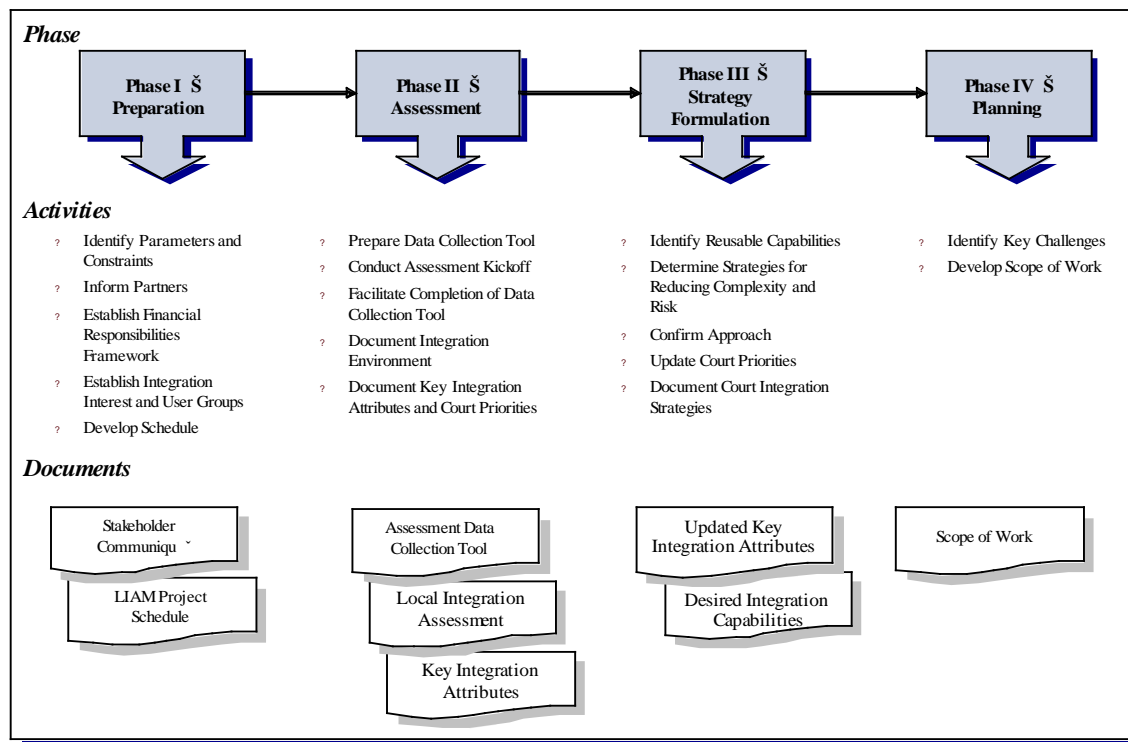 Phase
Phase I Š
Preparation
Phase II Š
Assessment
Phase III Š
Strategy
Formulation
Phase IV Š
Planning
Activities
? Identify Parameters and
Constraints
? Inform Partners
? Establish Financial
Responsibilities
Framework
? Establish Integration
Interest and User Groups
? Develop Schedule
? Prepare Data Collection Tool
? Conduct Assessment Kickoff
? Facilitate Completion of Data
Collection Tool
? Document Integration
Environment
? Document Key Integration
Attributes and Court Priorities
? Identify Reusable Capabilities
? Determine Strategies for
Reducing Complexity and
Risk
? Confirm Approach
? Update Court Priorities
? Document Court Integration
Strategies
? Identify Key Challenges
? Develop Scope of Work
Documents
Stakeholder
Communiqu ˇ
LIAM Project
Schedule
Assessment Data
Collection Tool
Local Integration
Assessment
Key Integration
Attributes
Updated Key
Integration Attributes
Desired Integration
Capabilities
Scope of Work